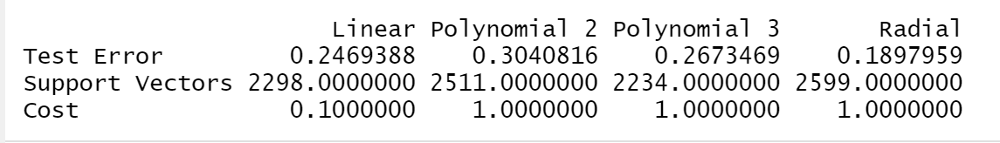 Linear Polynomial 2 Polynomial 3 Radial
Test Error 0.2469388 0.3040816 0.2673469 0.1897959
Support Vectors 2298.0000000 2511.0000000 2234.0000000 2599.0000000
Cost 0.1000000 1.0000000 1.0000000 1.0000000